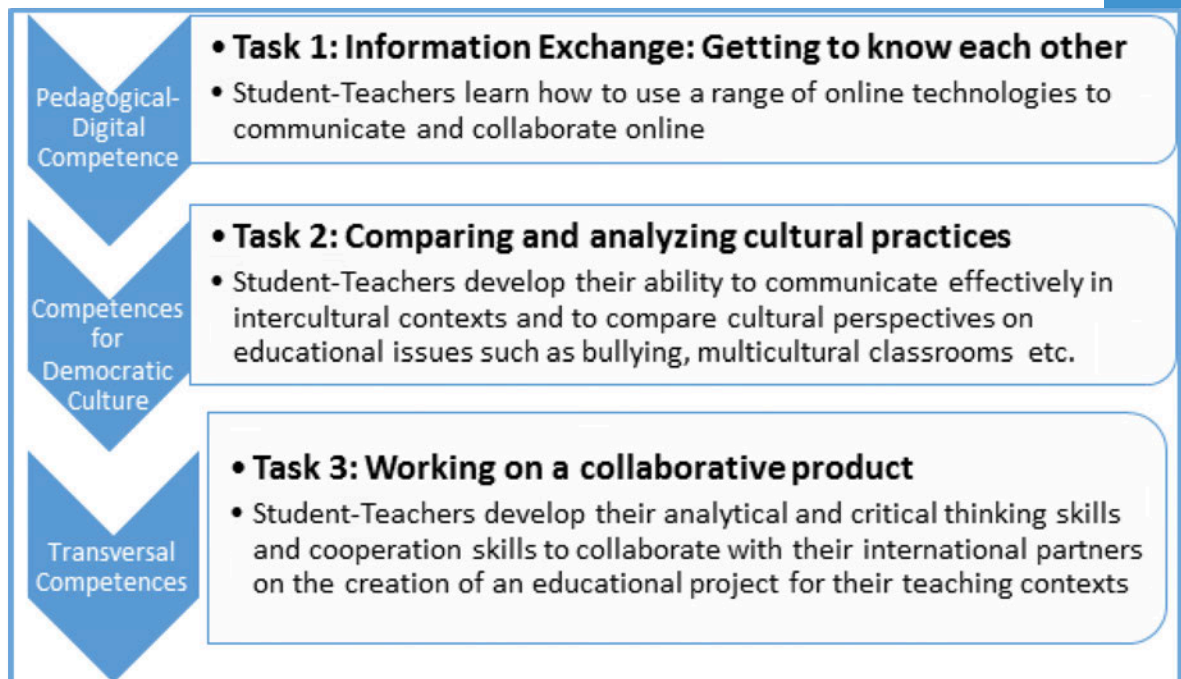 • Task 1: Information Exchange: Getting to know each other
• Student-Teachers learn how to use a range of online technologies to
communicate and collaborate online
Pedagogical-
Digital
Competence
• Task 2: Comparing and analyzing cultural practices
• Student-Teachers develop their ability to communicate effectively in
intercultural contexts and to compare cultural perspectives on
educational issues such as bullying, multicultural classrooms etc.
Competences
for
Democratic
Culture
• Task 3: Working on a collaborative product
• Student-Teachers develop their analytical and critical thinking skills
and cooperation skills to collaborate with their international partners
on the creation of an educational project for their teaching contexts
Transversal
Competences